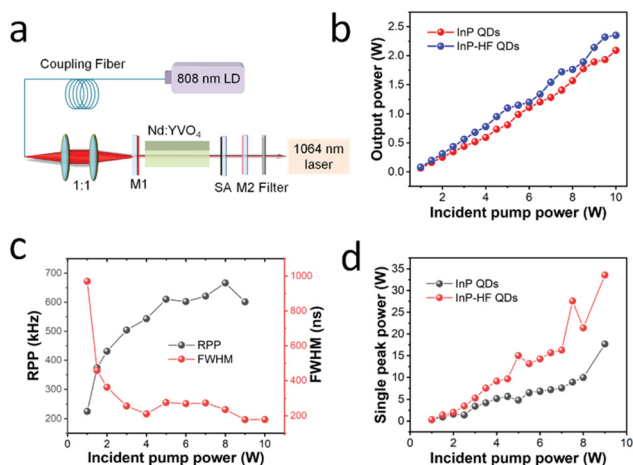 a
Coupling Fiber
808 nm LD
Nd:YVO₄
1:1
M1
SA M2 Filter
1064 nm
laser
b
InP QDs
InP-HF QDs
Output power (W)
2.5
2.0
1.5
1.0
0.5
0.0
2 4 6 8 10
Incident pump power (W)
c
RPP (kHz)
700
600
500
400
300
200
RPP
FWHM
1000
800
600
400
200
FWHM (ns)
0 2 4 6 8 10
Incident pump power (W)
d
InP QDs
InP-HF QDs
Single peak power (W)
35
30
25
20
15
10
5
0
0 2 4 6 8 10
Incident pump power (W)